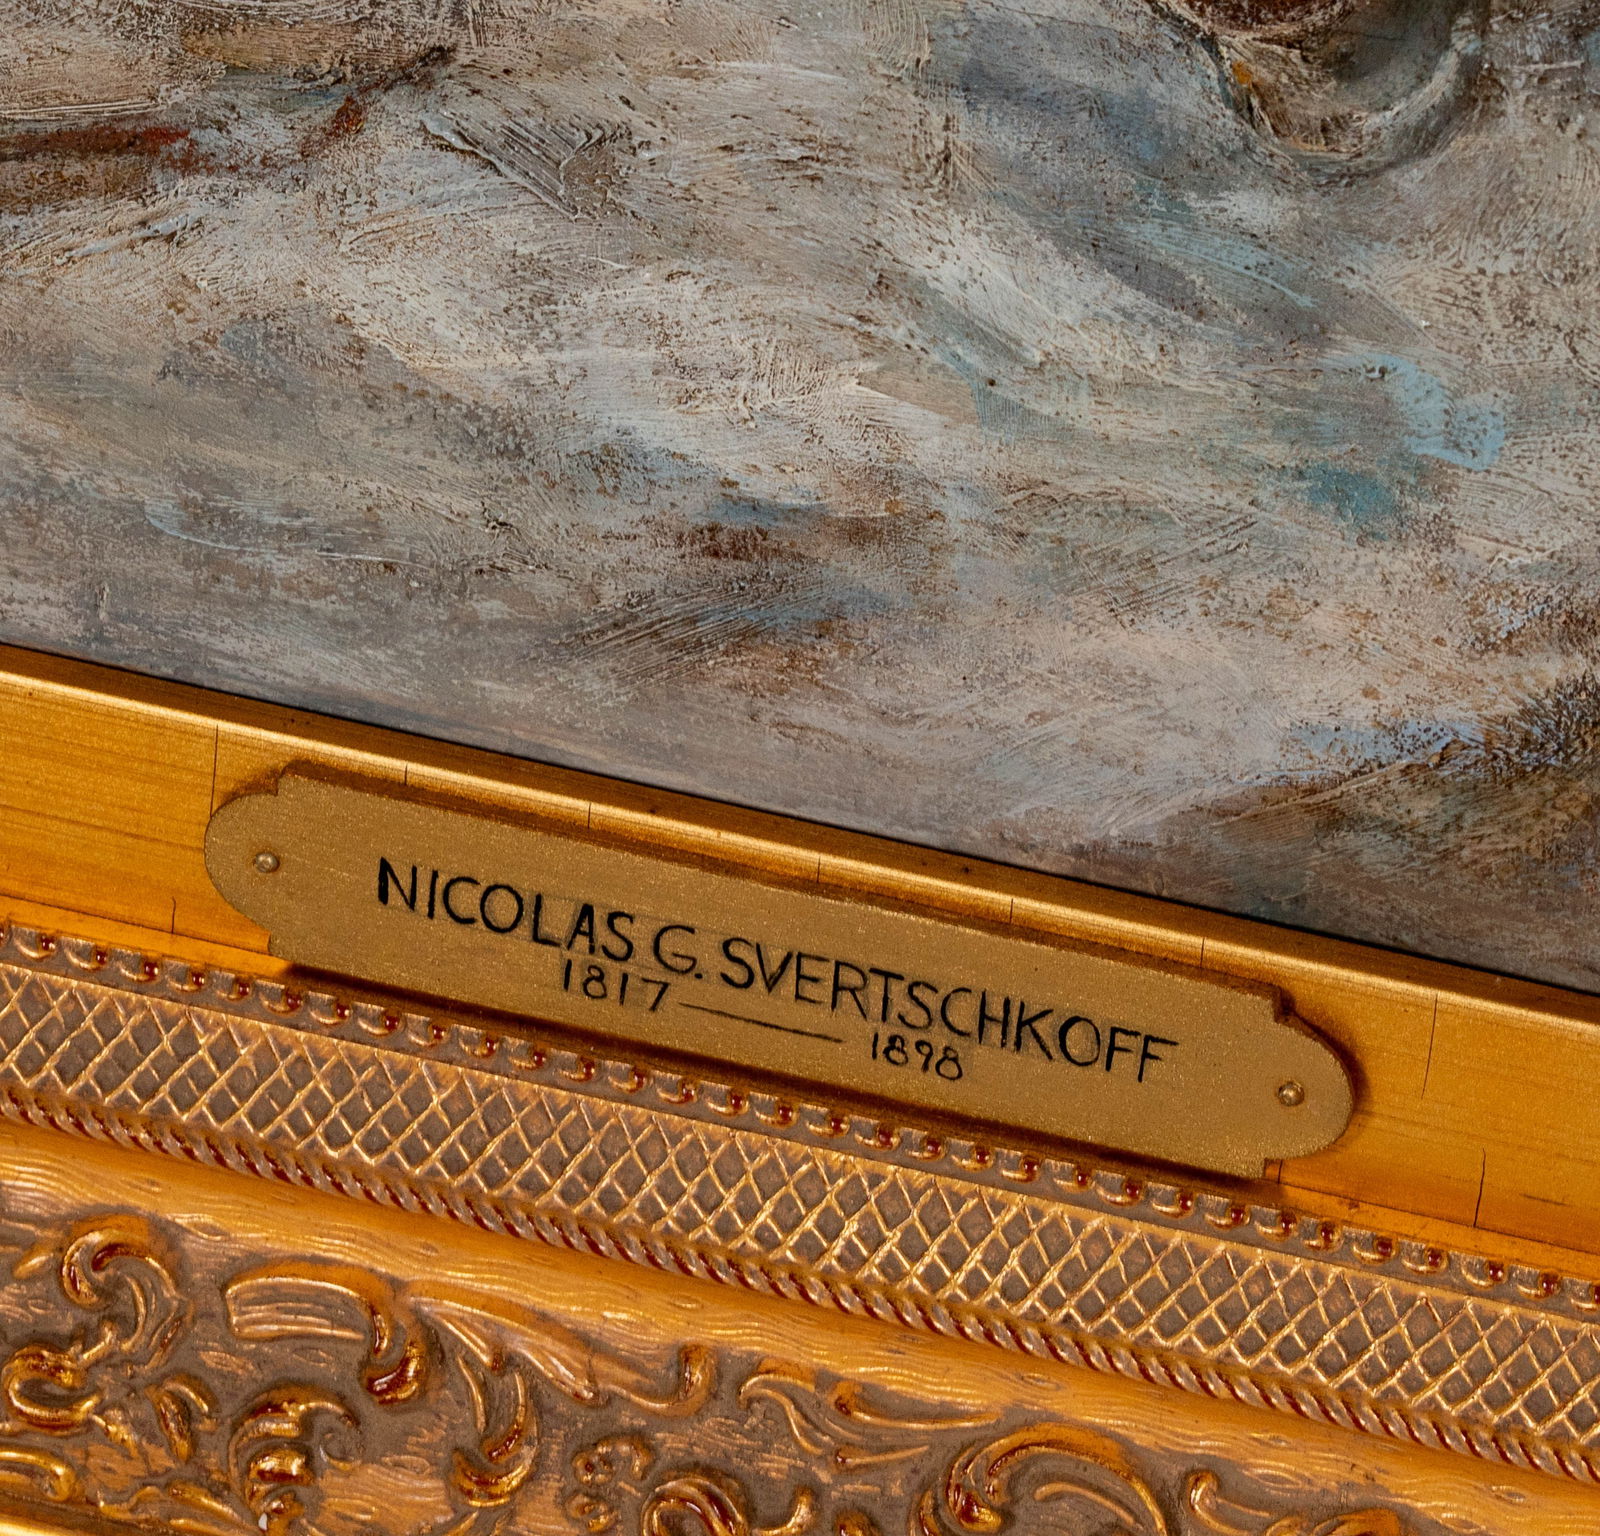 NICOLAS G. SVERTSCHKOFF
1817 — 1898